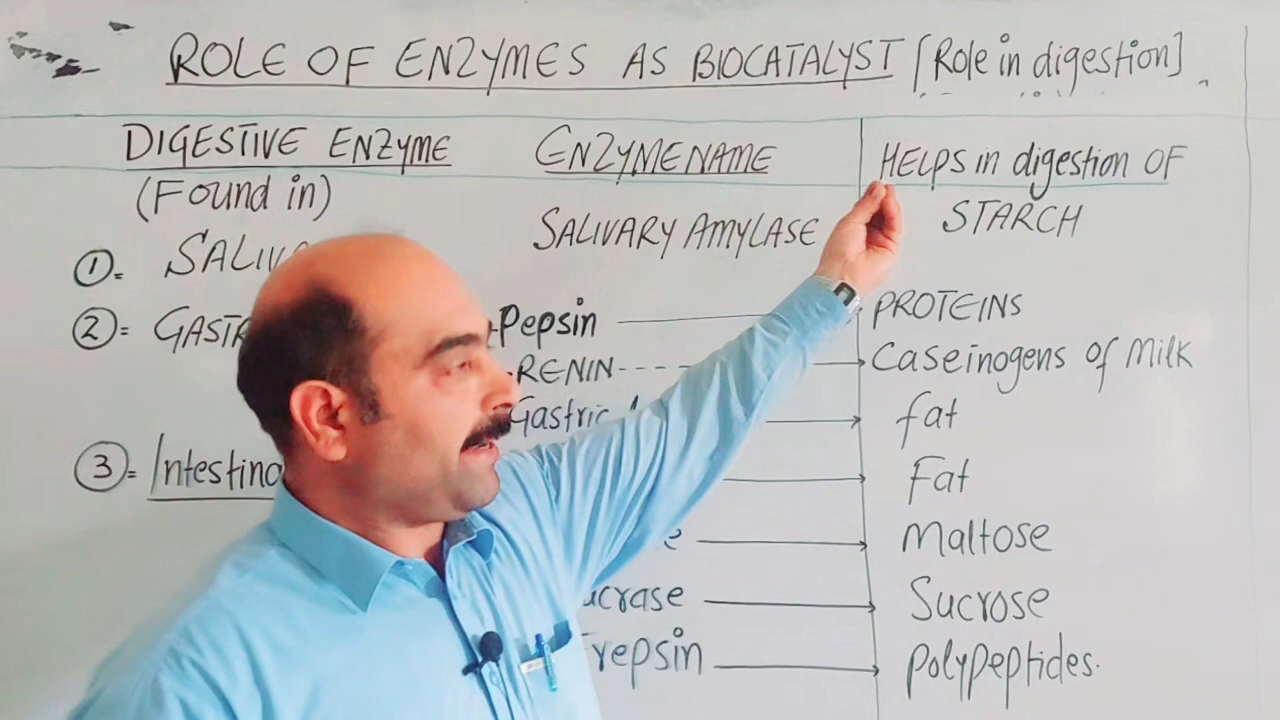 ROLE OF ENZYMES AS BIOCATALYST [Role in digestion]
DIGESTIVE ENZYME ENZYME NAME HELPS in digestion OF
(Found in)
SALIVARY AMYLASE STARCH
①=
②= Pepsin PROTEINS
RENIN Caseinogens of Milk
Gastric fat
③= Fat
Maltose
Sucrose
Polypeptides.